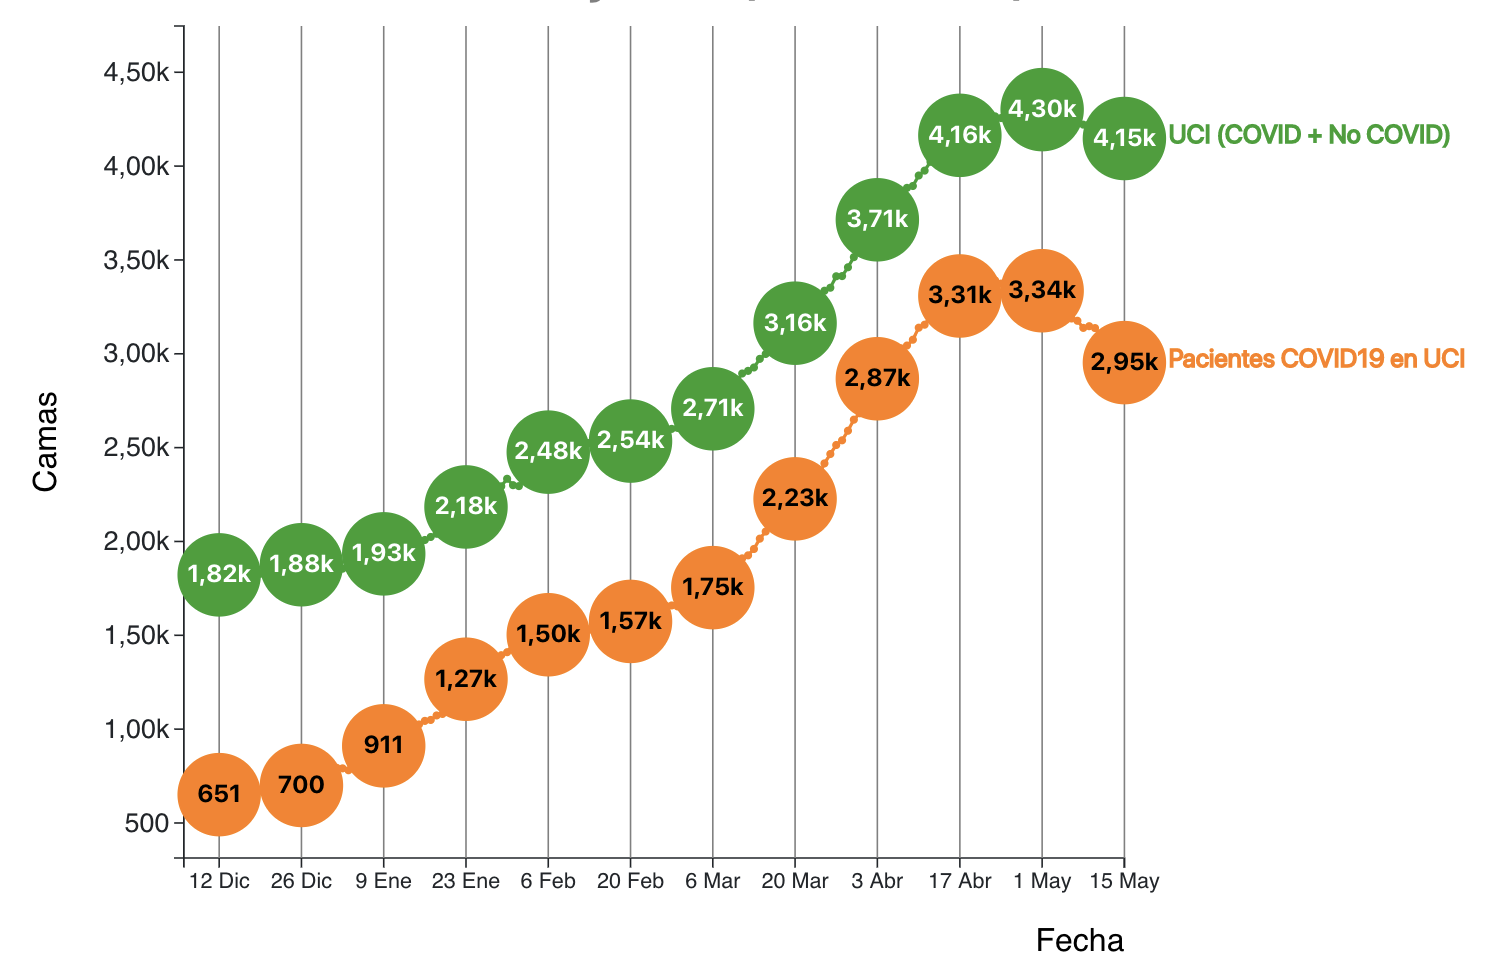 4,50k
4,00k
3,50k
3,00k
2,50k
2,00k
1,50k
1,00k
500
Camas
1,82k
1,88k
1,93k
2,18k
2,48k
2,54k
2,71k
3,16k
3,71k
4,16k
4,30k
4,15k
UCI (COVID + No COVID)
651
700
911
1,27k
1,50k
1,57k
1,75k
2,23k
2,87k
3,31k
3,34k
2,95k
Pacientes COVID19 en UCI
12 Dic
26 Dic
9 Ene
23 Ene
6 Feb
20 Feb
6 Mar
20 Mar
3 Abr
17 Abr
1 May
15 May
Fecha